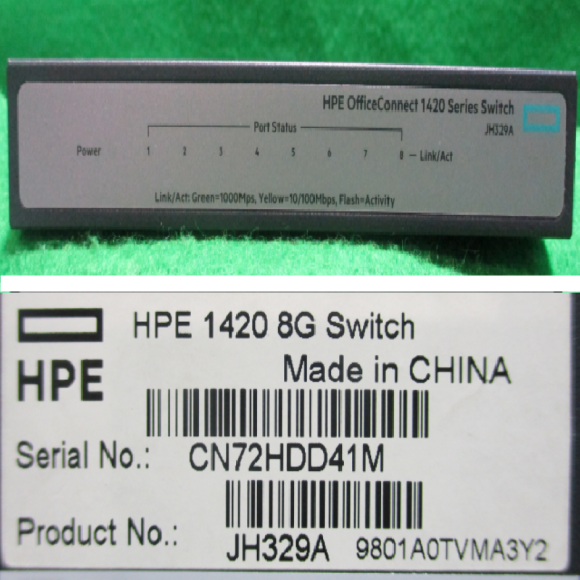 HPE OfficeConnect 1420 Series Switch
JH329A
Port Status
Power 1 2 3 4 5 6 7 8 – Link/Act
Link/Act: Green=1000Mps, Yellow=10/100Mbps, Flash=Activity
HPE 1420 8G Switch
HPE
Made in CHINA
Serial No.: CN72HDD41M
Product No.: JH329A 9801A0TVMA3Y2